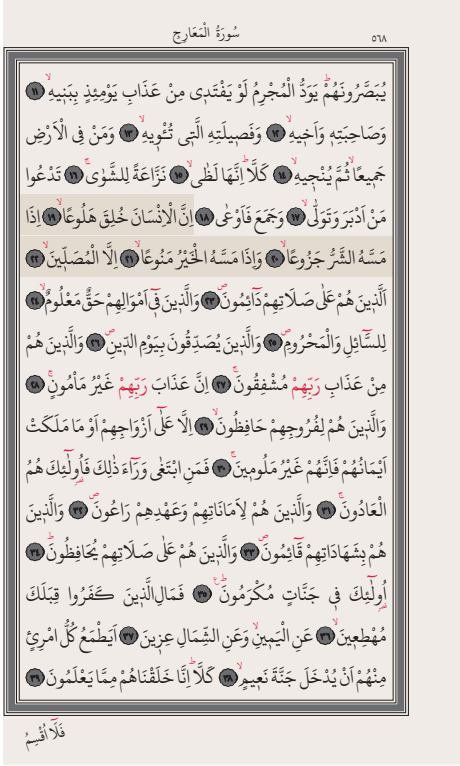 سُورَةُ الْمَعَارِجِ ٥٦٨
يُبَصَّرُونَهُمْ يَوَدُّ الْمُجْرِمُ لَوْ يَفْتَدٖى مِنْ عَذَابِ يَوْمِئِذٍ بِبَنٖيهِۙ ١١
وَصَاحِبَتِهٖ وَاَخٖيهِۙ ١٢ وَفَصٖيلَتِهِ الَّتٖى تُـْٔوٖيهِۙ ١٣ وَمَنْ فِى الْاَرْضِ
جَمٖيعًاۙ ثُمَّ يُنْجٖيهِۙ ١٤ كَلَّاۜ اِنَّهَا لَظٰىۙ ١٥ نَزَّاعَةً لِلشَّوٰىۚ ١٦ تَدْعُوا
مَنْ اَدْبَرَ وَتَوَلّٰىۙ ١٧ وَجَمَعَ فَاَوْعٰى ١٨ اِنَّ الْاِنْسَانَ خُلِقَ هَلُوعًاۙ ١٩ اِذَا
مَسَّهُ الشَّرُّ جَزُوعًاۙ ٢٠ وَاِذَا مَسَّهُ الْخَيْرُ مَنُوعًاۙ ٢١ اِلَّا الْمُصَلّٖينَۙ ٢٢
اَلَّذٖينَ هُمْ عَلٰى صَلَاتِهِمْ دَٓائِمُونَۖ ٢٣ وَالَّذٖينَ فٖٓى اَمْوَالِهِمْ حَقٌّ مَعْلُومٌۙ ٢٤
لِلسَّٓائِلِ وَالْمَحْرُومِۖ ٢٥ وَالَّذٖينَ يُصَدِّقُونَ بِيَوْمِ الدّٖينِۖ ٢٦ وَالَّذٖينَ هُمْ
مِنْ عَذَابِ رَبِّهِمْ مُشْفِقُونَۚ ٢٧ اِنَّ عَذَابَ رَبِّهِمْ غَيْرُ مَاْمُونٍۚ ٢٨
وَالَّذٖينَ هُمْ لِفُرُوجِهِمْ حَافِظُونَۙ ٢٩ اِلَّا عَلٰٓى اَزْوَاجِهِمْ اَوْ مَا مَلَكَتْ
اَيْمَانُهُمْ فَاِنَّهُمْ غَيْرُ مَلُومٖينَۚ ٣٠ فَمَنِ ابْتَغٰى وَرَٓاءَ ذٰلِكَ فَاُولٰٓئِكَ هُمُ
الْعَادُونَۚ ٣١ وَالَّذٖينَ هُمْ لِاَمَانَاتِهِمْ وَعَهْدِهِمْ رَاعُونَۖ ٣٢ وَالَّذٖينَ
هُمْ بِشَهَادَاتِهِمْ قَٓائِمُونَۖ ٣٣ وَالَّذٖينَ هُمْ عَلٰى صَلَاتِهِمْ يُحَافِظُونَۜ ٣٤
اُولٰٓئِكَ فٖى جَنَّاتٍ مُكْرَمُونَۜ ٣٥ فَمَالِ الَّذٖينَ كَفَرُوا قِبَلَكَ
مُهْطِعٖينَۙ ٣٦ عَنِ الْيَمٖينِ وَعَنِ الشِّمَالِ عِزٖينَ ٣٧ اَيَطْمَعُ كُلُّ امْرِئٍ
مِنْهُمْ اَنْ يُدْخَلَ جَنَّةَ نَعٖيمٍۙ ٣٨ كَلَّاۜ اِنَّا خَلَقْنَاهُمْ مِمَّا يَعْلَمُونَ ٣٩
فَلَٓا اُقْسِمُ